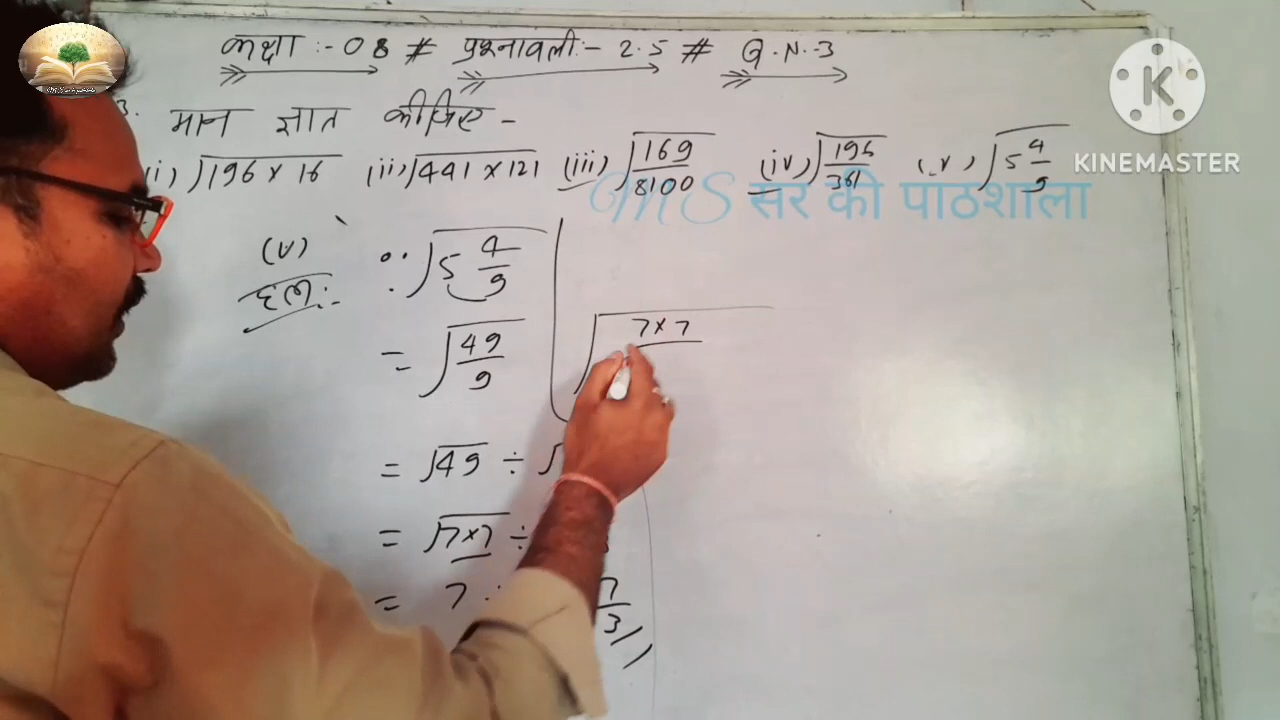 कक्षा :- 08 # प्रश्नावली :- 2.5 # Q.N.-3
3. मान ज्ञात कीजिए -
i) √196 × 16 (ii) √441 × 121 (iii) √169/8100 (iv) √196/361 (v) √5 4/9
KINEMASTER
MS सर की पाठशाला
(v) ∵ √5 4/9
हल:-
= √49/9
√7×7
= √49 ÷ √
= √7×7 ÷
= 7 7/3